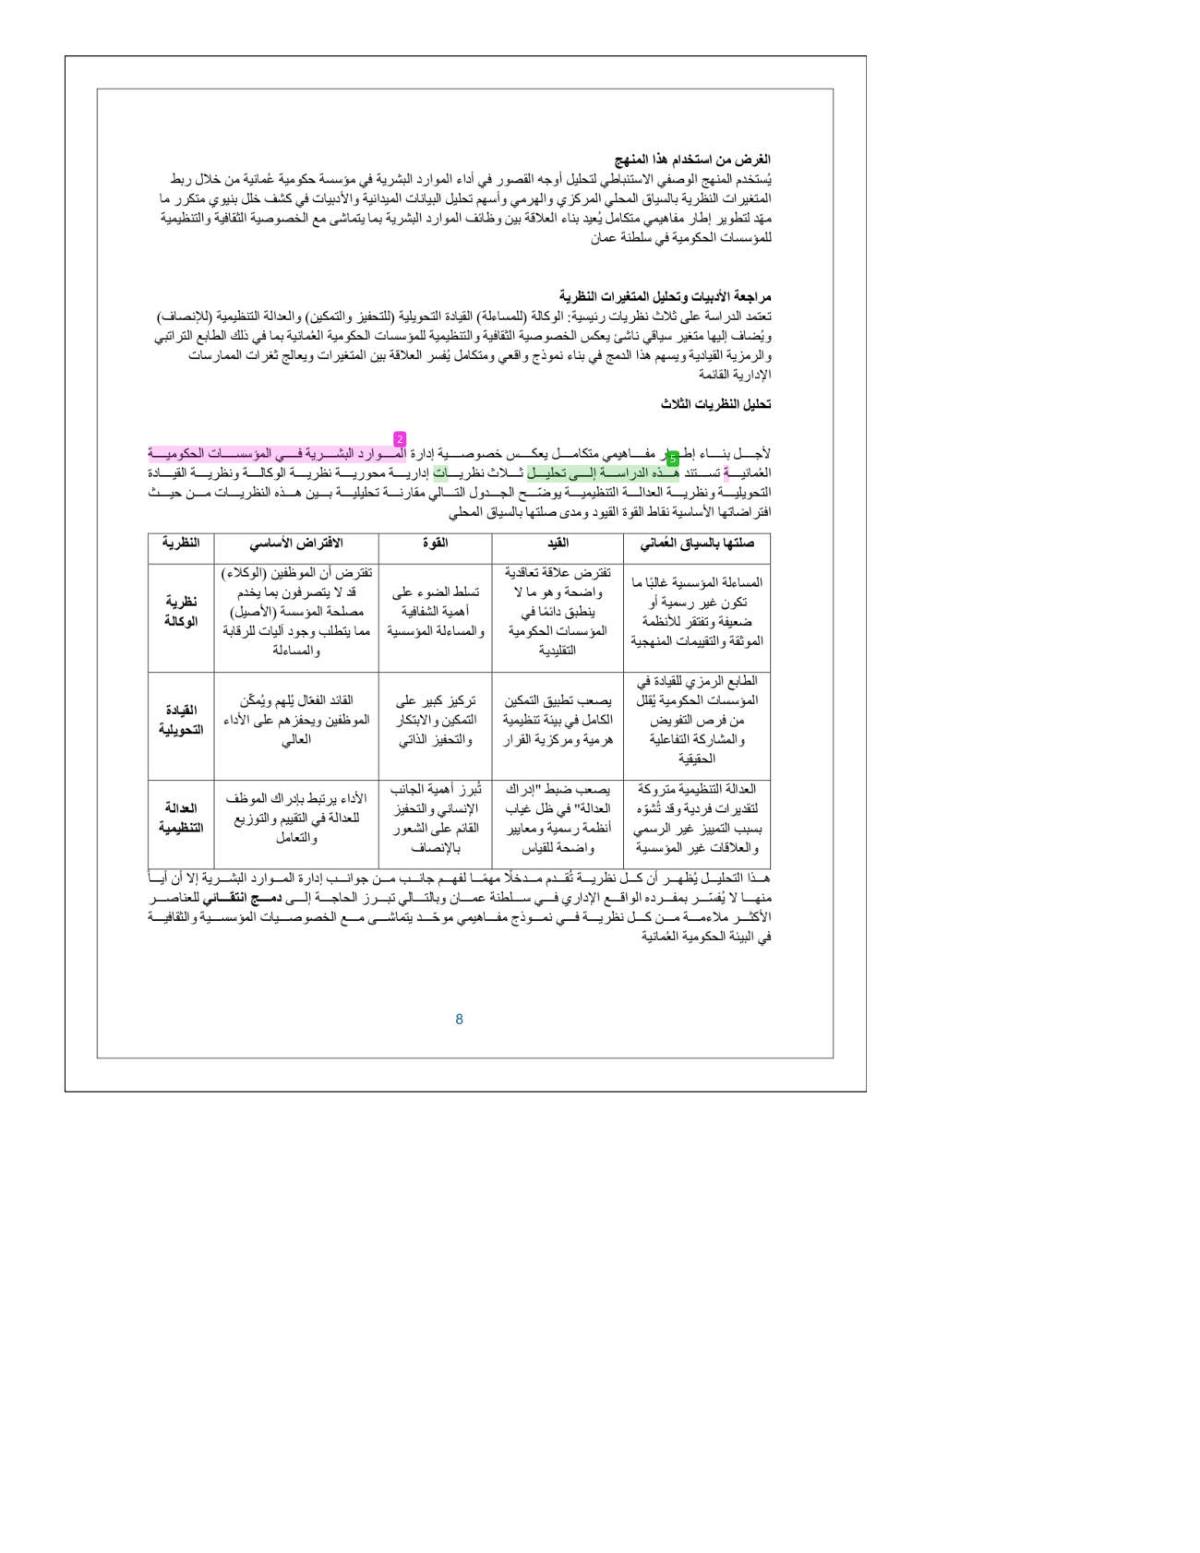 الغرض من استخدام هذا المنهج
يُستخدم المنهج الوصفي الاستنباطي لتحليل أوجه القصور في أداء الموارد البشرية في مؤسسة حكومية عُمانية من خلال ربط
المتغيرات النظرية بالسياق المحلي المركزي والهرمي وأسهم تحليل البيانات الميدانية والأدبيات في كشف خلل بنيوي متكرر ما
مهّد لتطوير إطار مفاهيمي متكامل يُعيد بناء العلاقة بين وظائف الموارد البشرية بما يتماشى مع الخصوصية الثقافية والتنظيمية
للمؤسسات الحكومية في سلطنة عمان
مراجعة الأدبيات وتحليل المتغيرات النظرية
تعتمد الدراسة على ثلاث نظريات رئيسية: الوكالة (للمساءلة) القيادة التحويلية (للتحفيز والتمكين) والعدالة التنظيمية (للإنصاف)
ويُضاف إليها متغير سياقي ناشئ يعكس الخصوصية الثقافية والتنظيمية للمؤسسات الحكومية العُمانية بما في ذلك الطابع التراتبي
والرمزية القيادية ويسهم هذا الدمج في بناء نموذج واقعي ومتكامل يُفسر العلاقة بين المتغيرات ويعالج ثغرات الممارسات
الإدارية القائمة
تحليل النظريات الثلاث
2
لأجل بناء إطار مفاهيمي متكامل يعكس خصوصية إدارة الموارد البشرية في المؤسسات الحكومية
5
العُمانية تستند هذه الدراسة إلى تحليل ثلاث نظريات إدارية محورية نظرية الوكالة ونظرية القيادة
التحويلية ونظرية العدالة التنظيمية يوضّح الجدول التالي مقارنة تحليلية بين هذه النظريات من حيث
افتراضاتها الأساسية نقاط القوة القيود ومدى صلتها بالسياق المحلي
صلتها بالسياق العُماني
القيد
القوة
الافتراض الأساسي
النظرية
المساءلة المؤسسية غالبًا ما
تكون غير رسمية أو
ضعيفة وتفتقر للأنظمة
الموثقة والتقييمات المنهجية
تفترض علاقة تعاقدية
واضحة وهو ما لا
ينطبق دائمًا في
المؤسسات الحكومية
التقليدية
تسلط الضوء على
أهمية الشفافية
والمساءلة المؤسسية
تفترض أن الموظفين (الوكلاء)
قد لا يتصرفون بما يخدم
مصلحة المؤسسة (الأصيل)
مما يتطلب وجود آليات للرقابة
والمساءلة
نظرية
الوكالة
الطابع الرمزي للقيادة في
المؤسسات الحكومية يُقلل
من فرص التفويض
والمشاركة التفاعلية
الحقيقية
يصعب تطبيق التمكين
الكامل في بيئة تنظيمية
هرمية ومركزية القرار
تركيز كبير على
التمكين والابتكار
والتحفيز الذاتي
القائد الفعّال يُلهم ويُمكّن
الموظفين ويحفزهم على الأداء
العالي
القيادة
التحويلية
العدالة التنظيمية متروكة
لتقديرات فردية وقد تُشوّه
بسبب التمييز غير الرسمي
والعلاقات غير المؤسسية
يصعب ضبط "إدراك
العدالة" في ظل غياب
أنظمة رسمية ومعايير
واضحة للقياس
تُبرز أهمية الجانب
الإنساني والتحفيز
القائم على الشعور
بالإنصاف
الأداء يرتبط بإدراك الموظف
للعدالة في التقييم والتوزيع
والتعامل
العدالة
التنظيمية
هذا التحليل يُظهر أن كل نظرية تُقدم مدخلًا مهمًا لفهم جانب من جوانب إدارة الموارد البشرية إلا أن أيًا
منها لا يُفسّر بمفرده الواقع الإداري في سلطنة عمان وبالتالي تبرز الحاجة إلى دمج انتقائي للعناصر
الأكثر ملاءمة من كل نظرية في نموذج مفاهيمي موحّد يتماشى مع الخصوصيات المؤسسية والثقافية
في البيئة الحكومية العُمانية
8